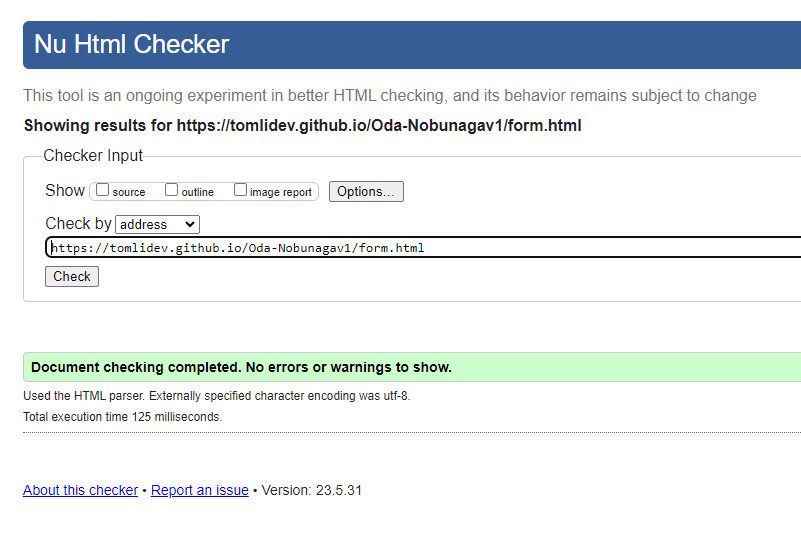 Nu Html Checker
This tool is an ongoing experiment in better HTML checking, and its behavior remains subject to change
Showing results for https://tomlidev.github.io/Oda-Nobunagav1/form.html
Checker Input
Show source outline image report Options...
Check by address
https://tomlidev.github.io/Oda-Nobunagav1/form.html
Check
Document checking completed. No errors or warnings to show.
Used the HTML parser. Externally specified character encoding was utf-8.
Total execution time 125 milliseconds.
About this checker • Report an issue • Version: 23.5.31